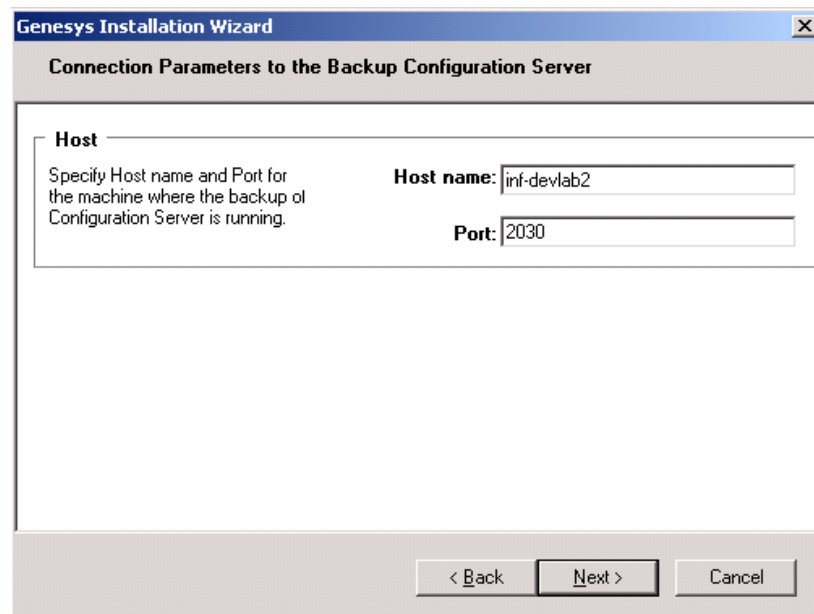 Genesys Installation Wizard
Connection Parameters to the Backup Configuration Server
Host
Specify Host name and Port for
the machine where the backup of
Configuration Server is running.
Host name: inf-devlab2
Port: 2030
< Back
Next >
Cancel